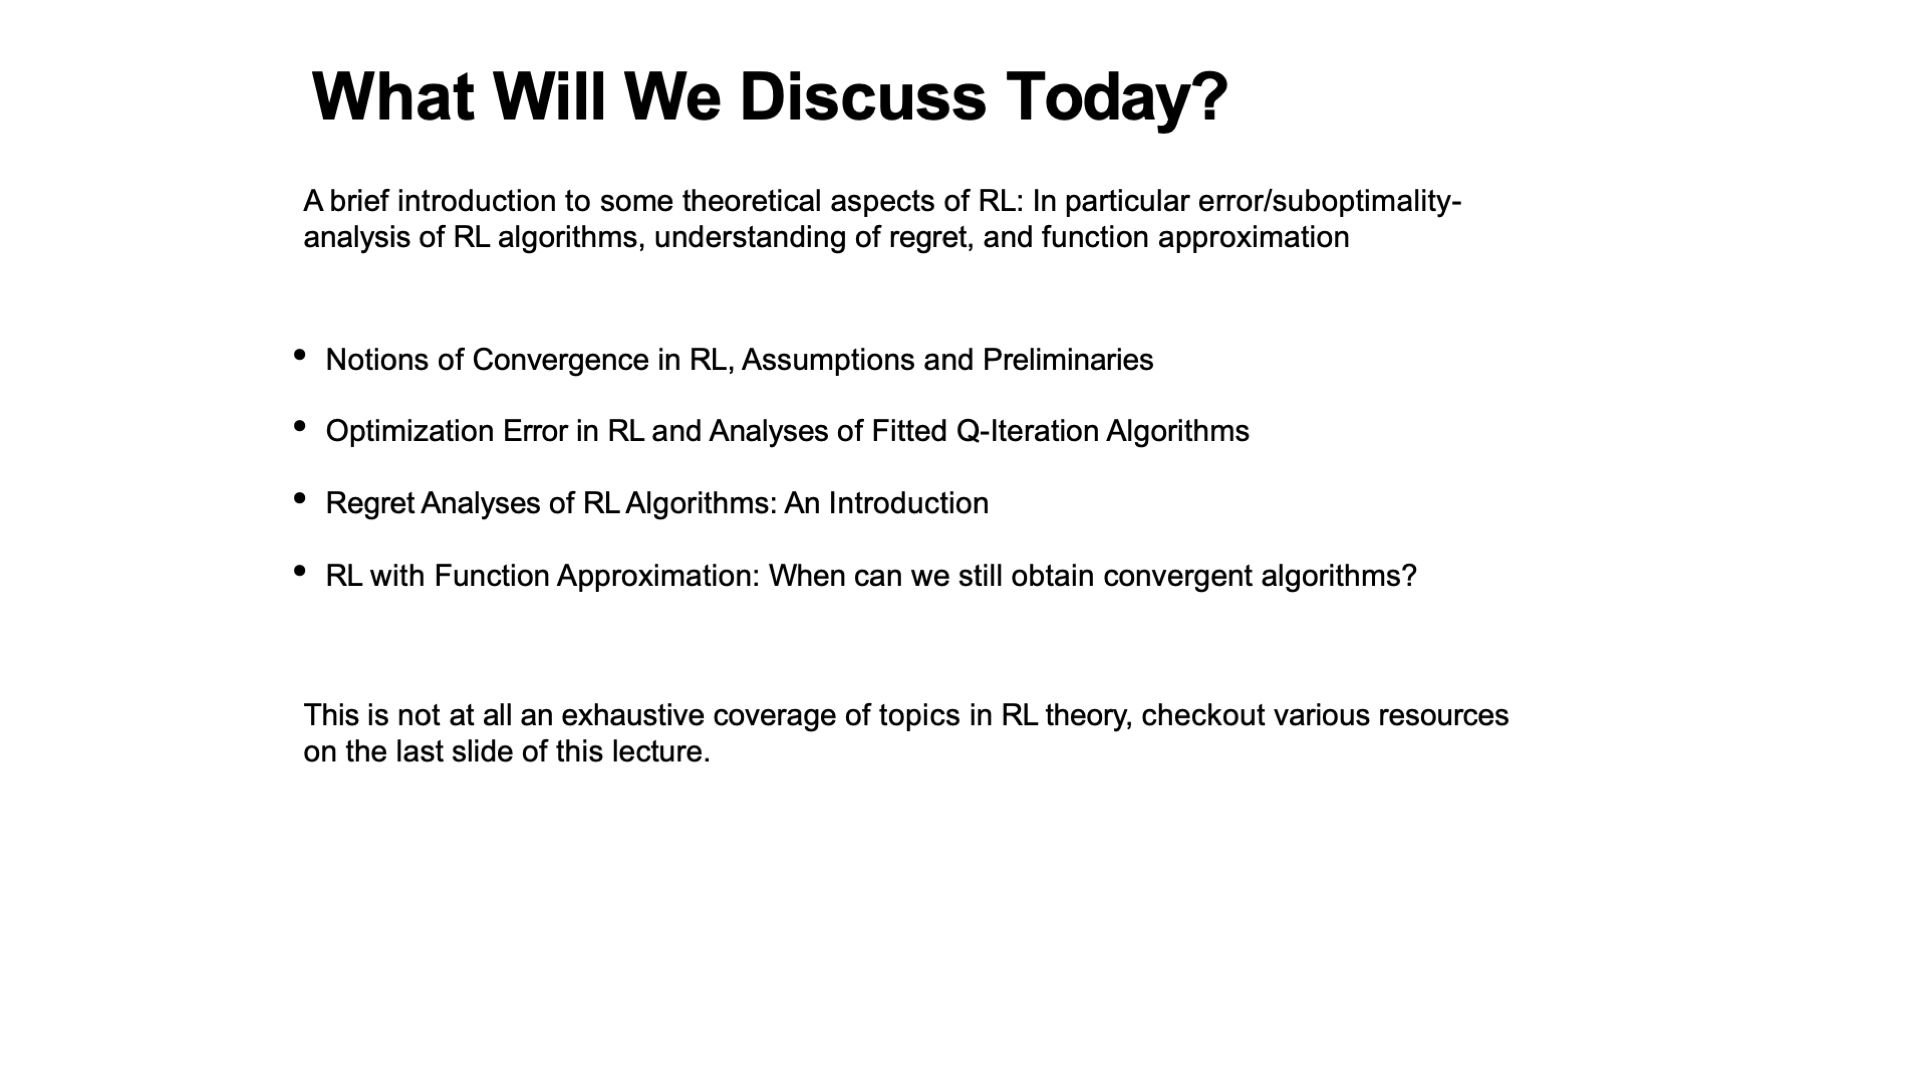 What Will We Discuss Today?
A brief introduction to some theoretical aspects of RL: In particular error/suboptimality-
analysis of RL algorithms, understanding of regret, and function approximation
• Notions of Convergence in RL, Assumptions and Preliminaries
• Optimization Error in RL and Analyses of Fitted Q-Iteration Algorithms
• Regret Analyses of RL Algorithms: An Introduction
• RL with Function Approximation: When can we still obtain convergent algorithms?
This is not at all an exhaustive coverage of topics in RL theory, checkout various resources
on the last slide of this lecture.